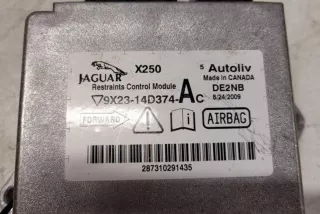 JAGUAR X250 5 Autoliv
Restraints Control Module Made in CANADA
9X23-14D374-AC DE2NB
8/24/2009
FORWARD AIRBAG
287310291435